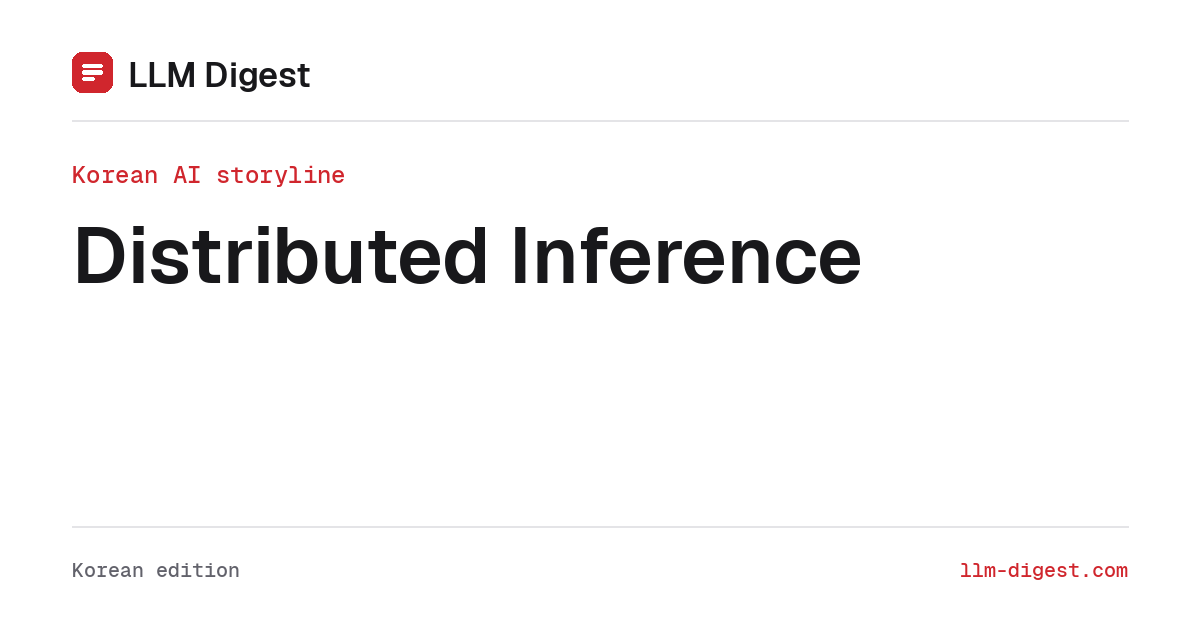 LLM Digest
Korean AI storyline
Distributed Inference
Korean edition
llm-digest.com